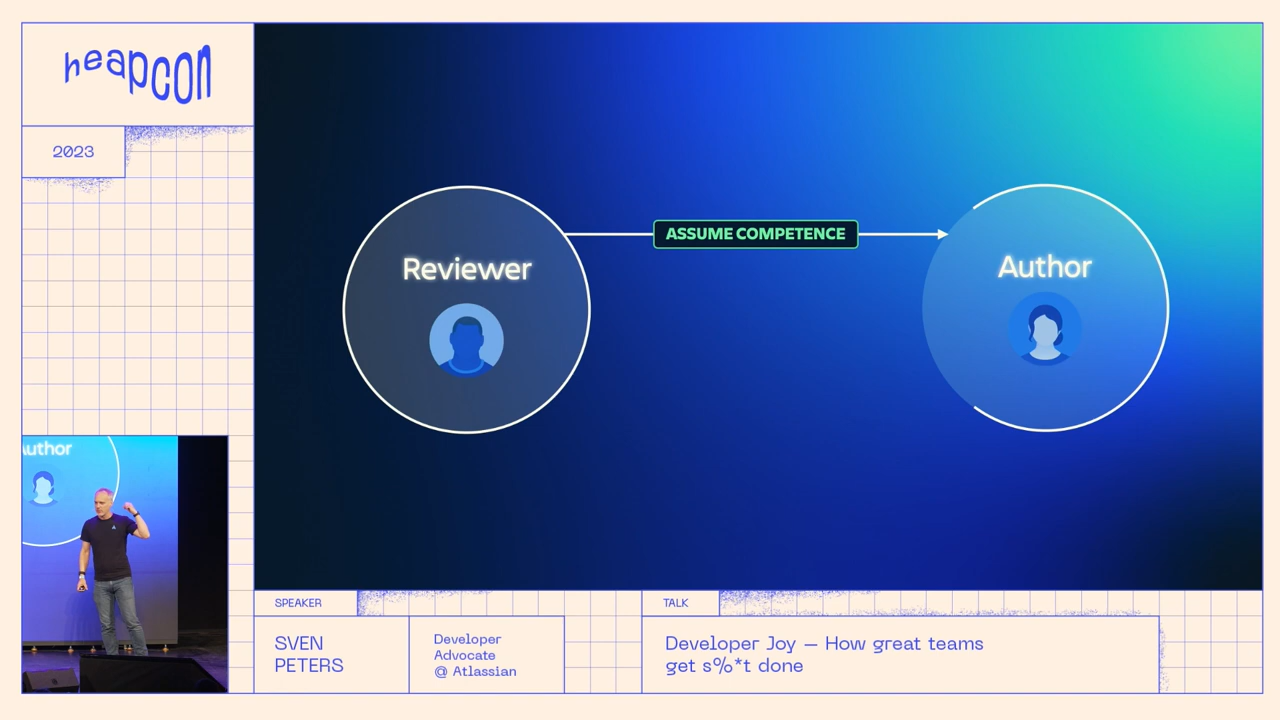 heapcon
2023
Reviewer
ASSUME COMPETENCE
Author
Author
SPEAKER
SVEN
PETERS
Developer
Advocate
@ Atlassian
TALK
Developer Joy — How great teams
get s%*t done